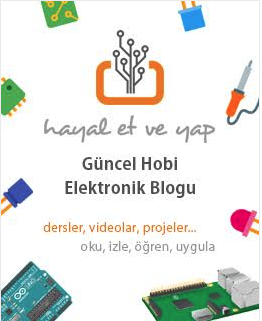 hayal et ve yap
Güncel Hobi
Elektronik Blogu
dersler, videolar, projeler...
oku, izle, öğren, uygula